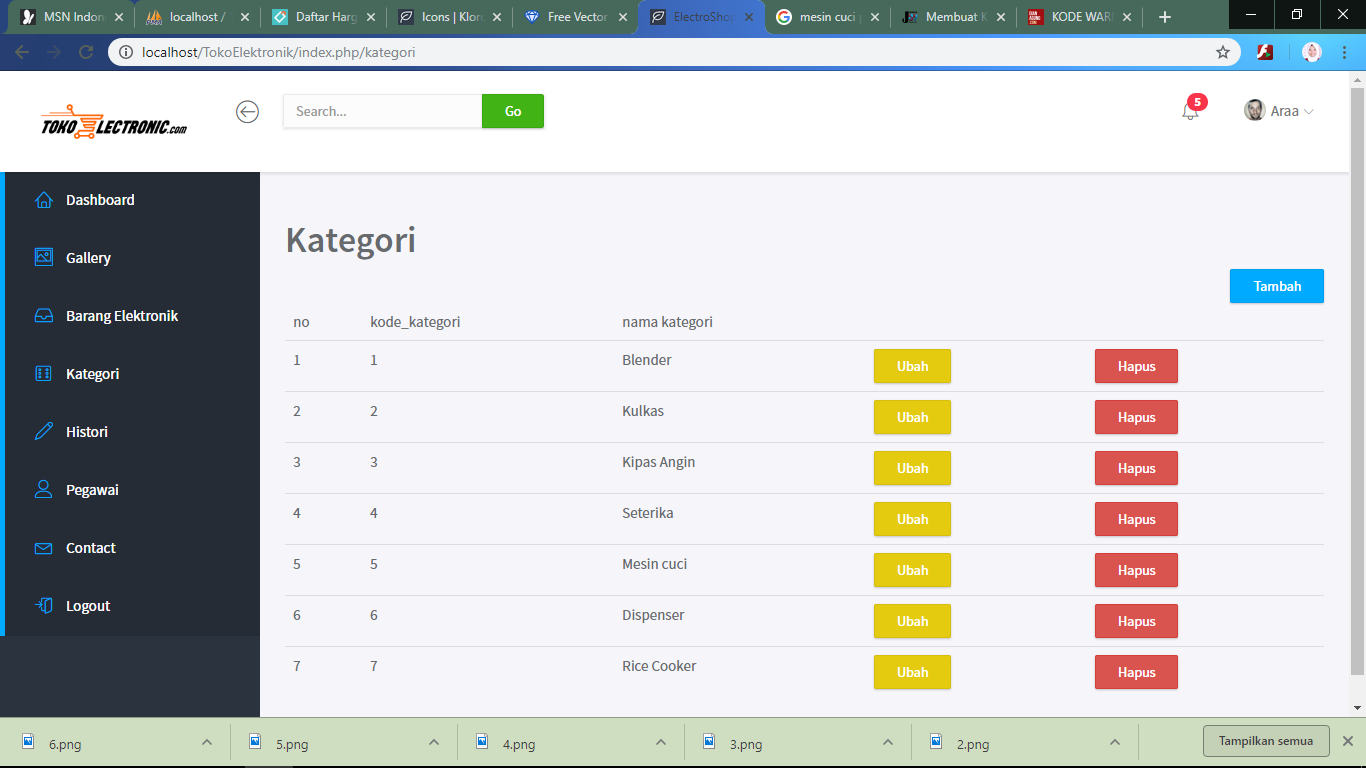 MSN Indon
localhost /
Daftar Harg
Icons | Kloro
Free Vector
ElectroShop
mesin cuci p
Membuat K
KODE WARN
localhost/TokoElektronik/index.php/kategori
TOKO ELECTRONIC.com
Search...
Go
5
Araa
Dashboard
Gallery
Barang Elektronik
Kategori
Histori
Pegawai
Contact
Logout
Kategori
Tambah
no kode_kategori nama kategori
1 1 Blender Ubah Hapus
2 2 Kulkas Ubah Hapus
3 3 Kipas Angin Ubah Hapus
4 4 Seterika Ubah Hapus
5 5 Mesin cuci Ubah Hapus
6 6 Dispenser Ubah Hapus
7 7 Rice Cooker Ubah Hapus
6.png
5.png
4.png
3.png
2.png
Tampilkan semua